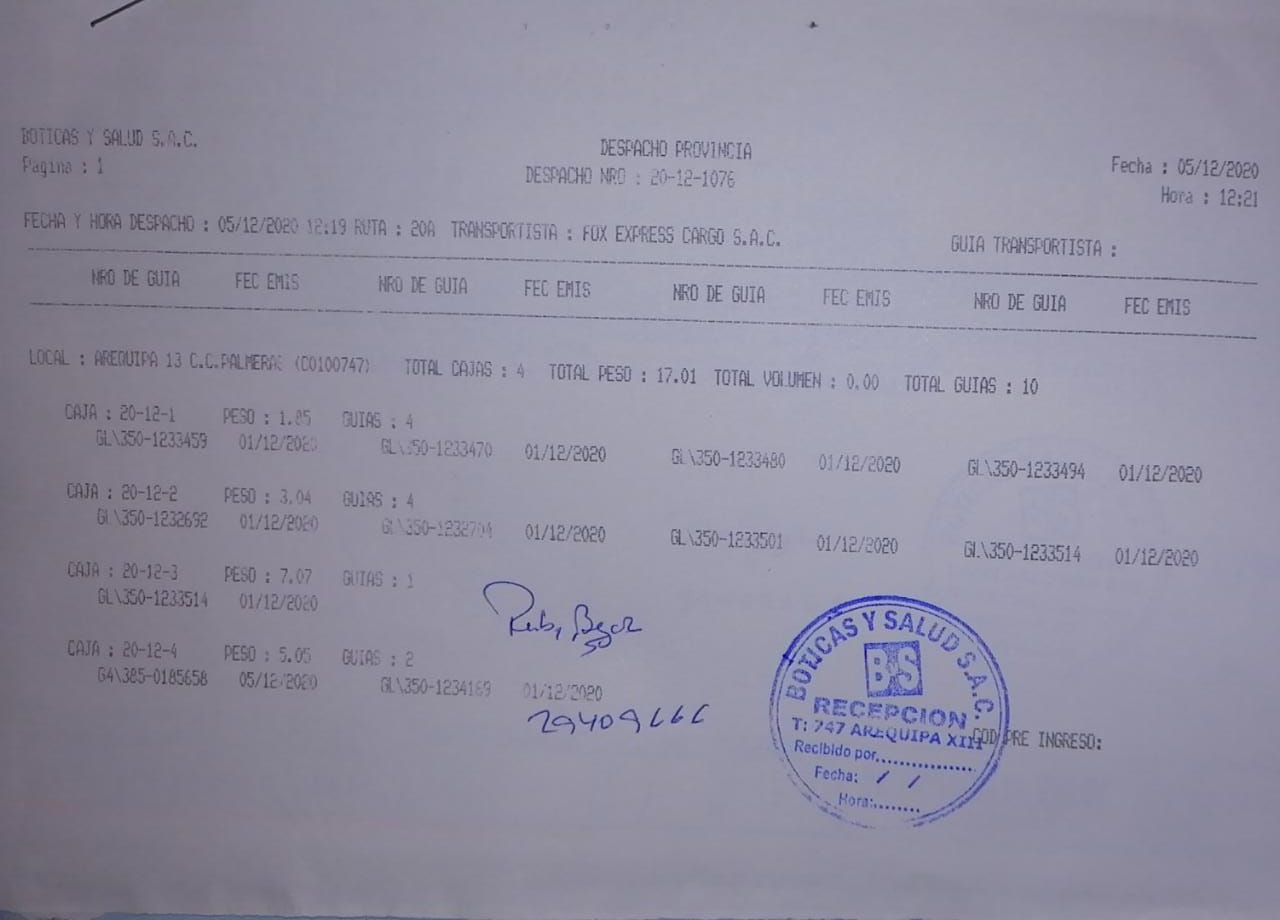 BOTICAS Y SALUD S.A.C.
Pagina : 1
DESPACHO PROVINCIA
DESPACHO NRO : 20-12-1076
Fecha : 05/12/2020
Hora : 12:21
FECHA Y HORA DESPACHO : 05/12/2020 12:19 RUTA : 20A TRANSPORTISTA : FOX EXPRESS CARGO S.A.C. GUIA TRANSPORTISTA :
NRO DE GUIA FEC EMIS NRO DE GUIA FEC EMIS NRO DE GUIA FEC EMIS NRO DE GUIA FEC EMIS
LOCAL : AREQUIPA 13 C.C.PALMERAS (C0100747) TOTAL CAJAS : 4 TOTAL PESO : 17.01 TOTAL VOLUMEN : 0.00 TOTAL GUIAS : 10
CAJA : 20-12-1 PESO : 1.85 GUIAS : 4
GL\350-1233459 01/12/2020 GL\350-1233470 01/12/2020 GL\350-1233480 01/12/2020 GL\350-1233494 01/12/2020
CAJA : 20-12-2 PESO : 3.04 GUIAS : 4
GL\350-1232692 01/12/2020 GL\350-1232704 01/12/2020 GL\350-1233501 01/12/2020 GL\350-1233514 01/12/2020
CAJA : 20-12-3 PESO : 7.07 GUIAS : 1
GL\350-1233514 01/12/2020
CAJA : 20-12-4 PESO : 5.05 GUIAS : 2
G4\385-0185658 05/12/2020 GL\350-1234169 01/12/2020
29409666
BOTICAS Y SALUD S.A.C.
B S
RECEPCION
T: 747 AREQUIPA XIII
Recibido por..................
Fecha: / /
Hora:........
COD PRE INGRESO: